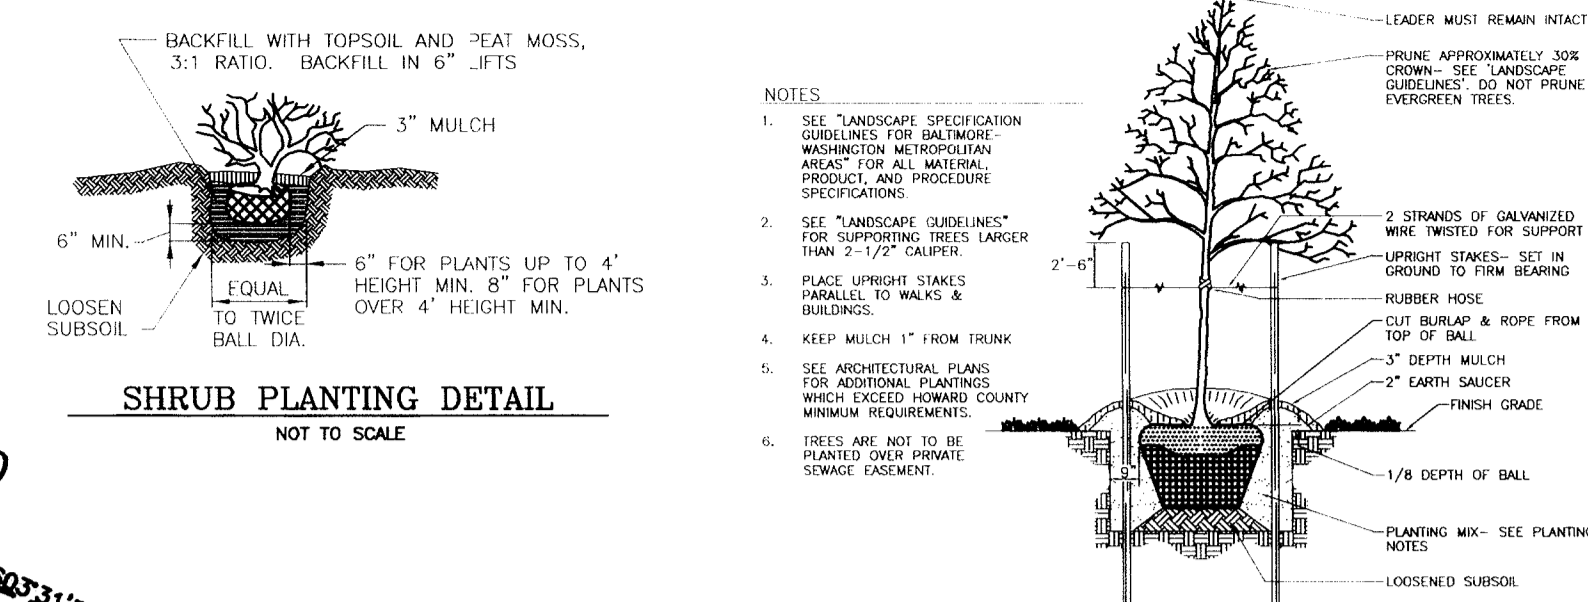 BACKFILL WITH TOPSOIL AND PEAT MOSS,
3:1 RATIO. BACKFILL IN 6" LIFTS
3" MULCH
6" MIN.
6" FOR PLANTS UP TO 4'
HEIGHT MIN. 8" FOR PLANTS
OVER 4' HEIGHT MIN.
EQUAL
TO TWICE
BALL DIA.
LOOSEN
SUBSOIL
SHRUB PLANTING DETAIL
NOT TO SCALE
NOTES
1. SEE "LANDSCAPE SPECIFICATION
GUIDELINES FOR BALTIMORE-
WASHINGTON METROPOLITAN
AREAS" FOR ALL MATERIAL,
PRODUCT, AND PROCEDURE
SPECIFICATIONS.
2. SEE "LANDSCAPE GUIDELINES"
FOR SUPPORTING TREES LARGER
THAN 2-1/2" CALIPER.
3. PLACE UPRIGHT STAKES
PARALLEL TO WALKS &
BUILDINGS.
4. KEEP MULCH 1" FROM TRUNK
5. SEE ARCHITECTURAL PLANS
FOR ADDITIONAL PLANTINGS
WHICH EXCEED HOWARD COUNTY
MINIMUM REQUIREMENTS.
6. TREES ARE NOT TO BE
PLANTED OVER PRIVATE
SEWAGE EASEMENT.
LEADER MUST REMAIN INTACT
PRUNE APPROXIMATELY 30%
CROWN- SEE 'LANDSCAPE
GUIDELINES'. DO NOT PRUNE
EVERGREEN TREES.
2 STRANDS OF GALVANIZED
WIRE TWISTED FOR SUPPORT
2'-6"
UPRIGHT STAKES- SET IN
GROUND TO FIRM BEARING
RUBBER HOSE
CUT BURLAP & ROPE FROM
TOP OF BALL
3" DEPTH MULCH
2" EARTH SAUCER
FINISH GRADE
9"
1/8 DEPTH OF BALL
PLANTING MIX- SEE PLANTING
NOTES
LOOSENED SUBSOIL